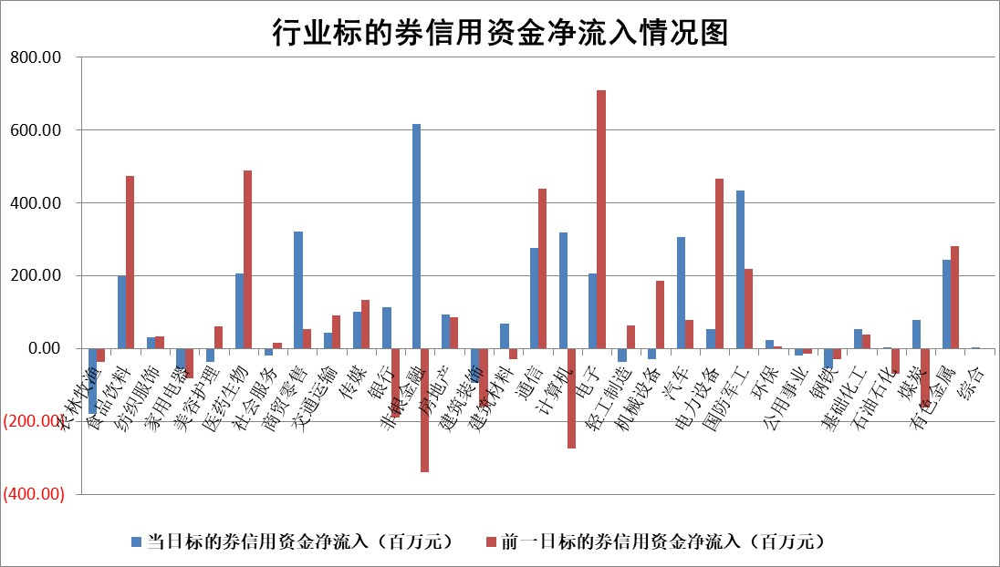 行业标的券信用资金净流入情况图
800.00
600.00
400.00
200.00
0.00
(200.00)
(400.00)
农林牧渔
食品饮料
纺织服饰
家用电器
美容护理
医药生物
社会服务
商贸零售
交通运输
传媒
银行
非银金融
房地产
建筑装饰
建筑材料
通信
计算机
电子
轻工制造
机械设备
汽车
电力设备
国防军工
环保
公用事业
钢铁
基础化工
石油石化
煤炭
有色金属
综合
当日标的券信用资金净流入（百万元）
前一日标的券信用资金净流入（百万元）